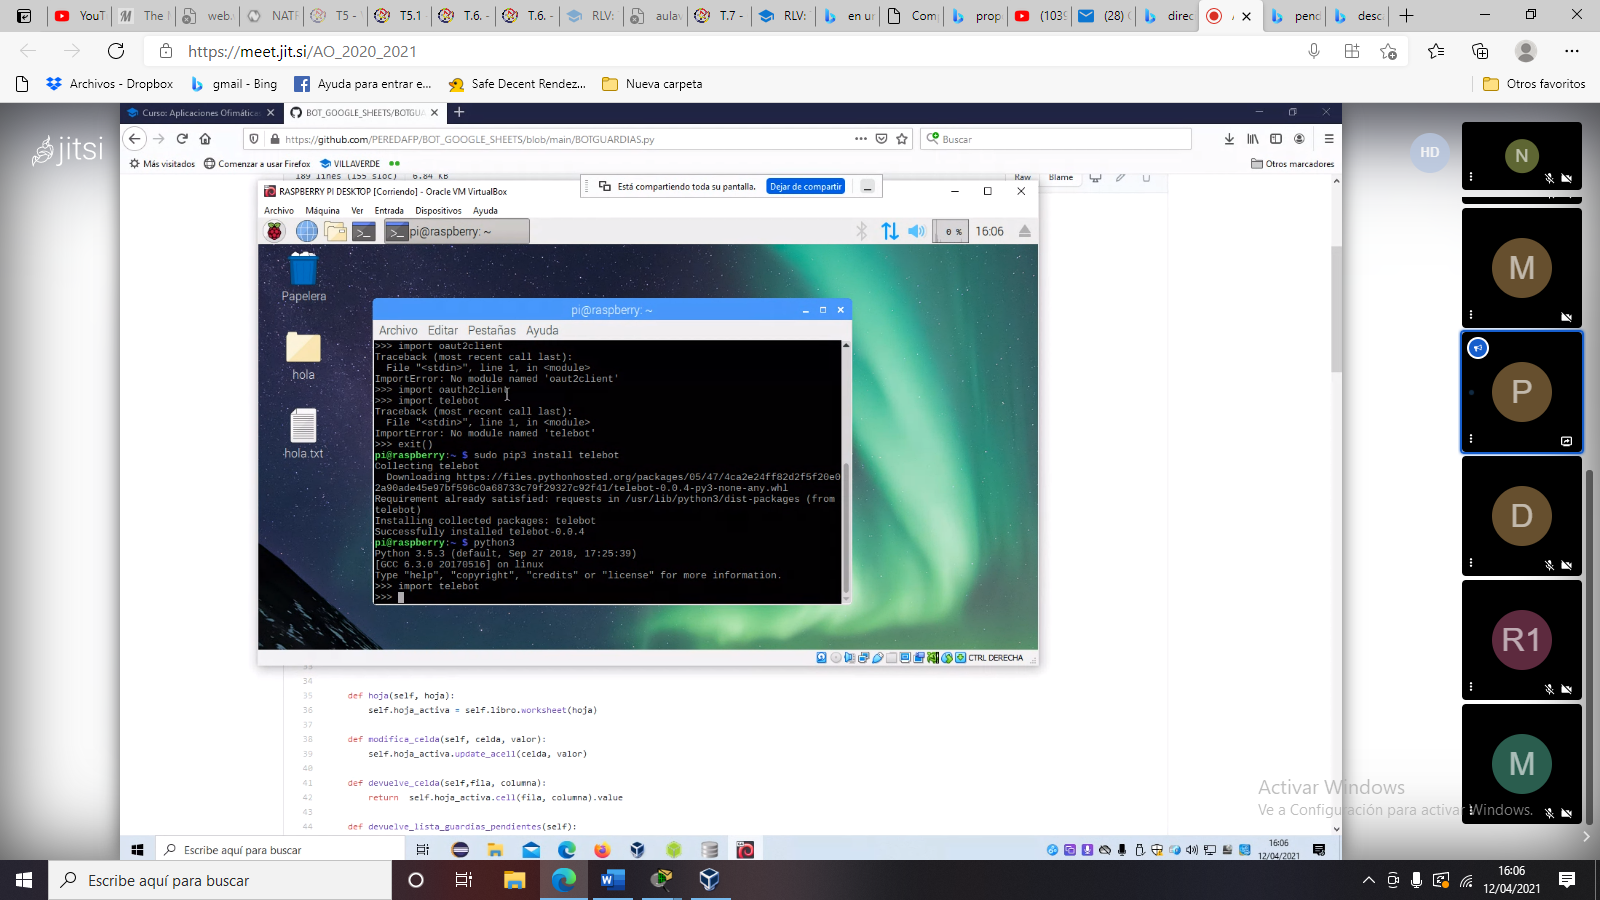 YouT
The I
web.
NATF
T5 -
T5.1
T.6. -
T.6. -
RLV:
aula
T.7 -
RLV:
en ur
Comp
prop
(1039
(28)
direc
pend
desca
https://meet.jit.si/AO_2020_2021
Archivos - Dropbox
gmail - Bing
Ayuda para entrar e...
Safe Decent Rendez...
Nueva carpeta
Otros favoritos
jitsi
Curso: Aplicaciones Ofimáticas
BOT_GOOGLE_SHEETS/BOTGUA
https://github.com/PEREDAFP/BOT_GOOGLE_SHEETS/blob/main/BOTGUARDIAS.py
Buscar
Más visitados
Comenzar a usar Firefox
VILLAVERDE
Otros marcadores
189 lines (155 sloc) 6.84 KB
Raw
Blame
RASPBERRY PI DESKTOP [Corriendo] - Oracle VM VirtualBox
Está compartiendo toda su pantalla.
Dejar de compartir
Archivo Máquina Ver Entrada Dispositivos Ayuda
pi@raspberry: ~
0 %
16:06
Papelera
hola
hola.txt
pi@raspberry: ~
Archivo Editar Pestañas Ayuda
>>> import oaut2client
Traceback (most recent call last):
  File "<stdin>", line 1, in <module>
ImportError: No module named 'oaut2client'
>>> import oauth2client
>>> import telebot
Traceback (most recent call last):
  File "<stdin>", line 1, in <module>
ImportError: No module named 'telebot'
>>> exit()
pi@raspberry:~ $ sudo pip3 install telebot
Collecting telebot
  Downloading https://files.pythonhosted.org/packages/05/47/4ca2e24ff82d2f5f20e0
2a90ade45e97bf596c0a68733c79f29327c92f41/telebot-0.0.4-py3-none-any.whl
Requirement already satisfied: requests in /usr/lib/python3/dist-packages (from
telebot)
Installing collected packages: telebot
Successfully installed telebot-0.0.4
pi@raspberry:~ $ python3
Python 3.5.3 (default, Sep 27 2018, 17:25:39)
[GCC 6.3.0 20170516] on linux
Type "help", "copyright", "credits" or "license" for more information.
>>> import telebot
>>>
CTRL DERECHA
33
34
35 def hoja(self, hoja):
36 self.hoja_activa = self.libro.worksheet(hoja)
37
38 def modifica_celda(self, celda, valor):
39 self.hoja_activa.update_acell(celda, valor)
40
41 def devuelve_celda(self,fila, columna):
42 return self.hoja_activa.cell(fila, columna).value
43
44 def devuelve_lista_guardias_pendientes(self):
HD
N
M
P
D
R1
M
Activar Windows
Ve a Configuración para activar Windows.
Escribe aquí para buscar
16:06
12/04/2021
Escribe aquí para buscar
16:06
12/04/2021